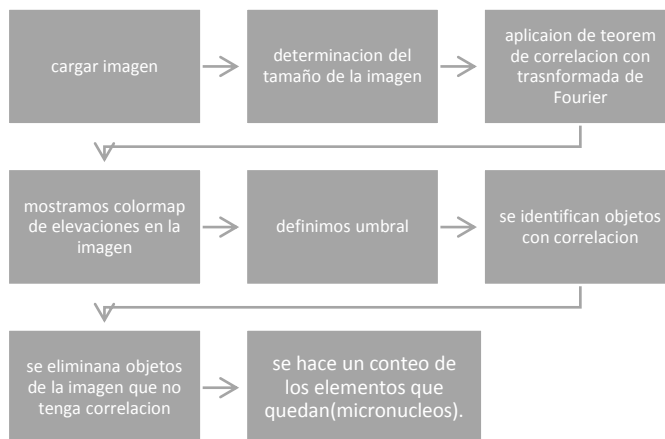 cargar imagen
determinacion del
tamaño de la imagen
aplicaion de teorem
de correlacion con
trasnformada de
Fourier
mostramos colormap
de elevaciones en la
imagen
definimos umbral
se identifican objetos
con correlacion
se eliminana objetos
de la imagen que no
tenga correlacion
se hace un conteo de
los elementos que
quedan(micronucleos).